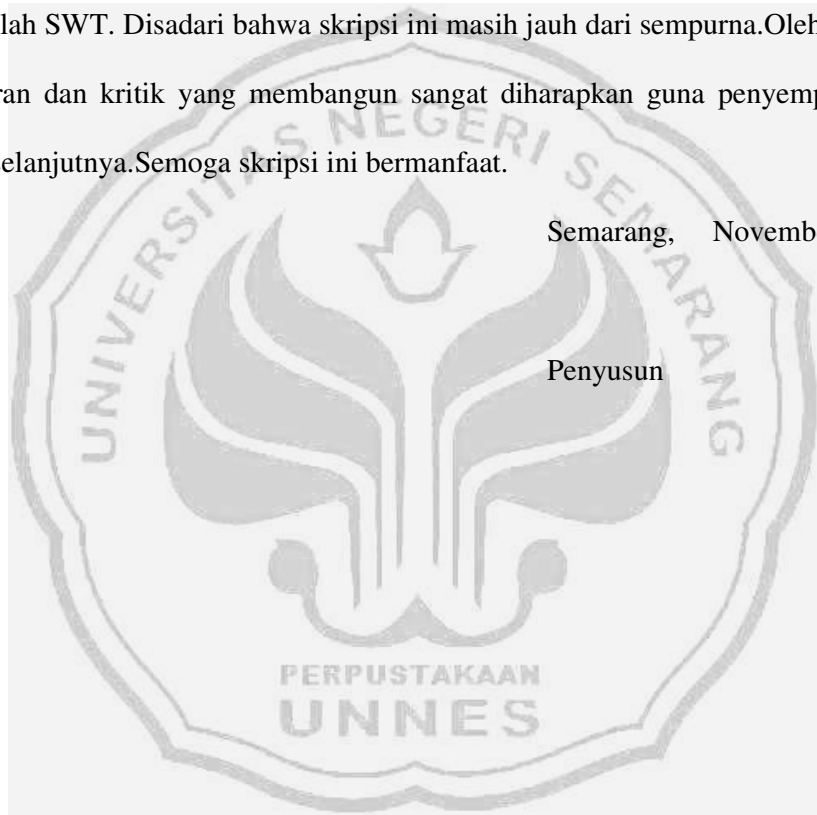 lah SWT. Disadari bahwa skripsi ini masih jauh dari sempurna.Oleh
ran dan kritik yang membangun sangat diharapkan guna penyemp
elanjutnya.Semoga skripsi ini bermanfaat.
Semarang, Novemb
Penyusun
UNIVERSITAS NEGERI SEMARANG
PERPUSTAKAAN
UNNES